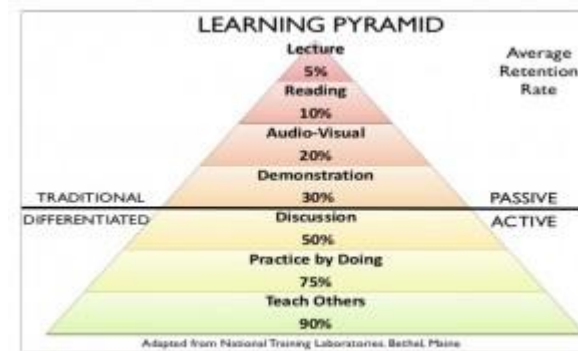 LEARNING PYRAMID
Lecture
5%
Average
Retention
Rate
Reading
10%
Audio-Visual
20%
Demonstration
30%
TRADITIONAL
PASSIVE
DIFFERENTIATED
ACTIVE
Discussion
50%
Practice by Doing
75%
Teach Others
90%
Adapted from National Training Laboratories. Bethel, Maine